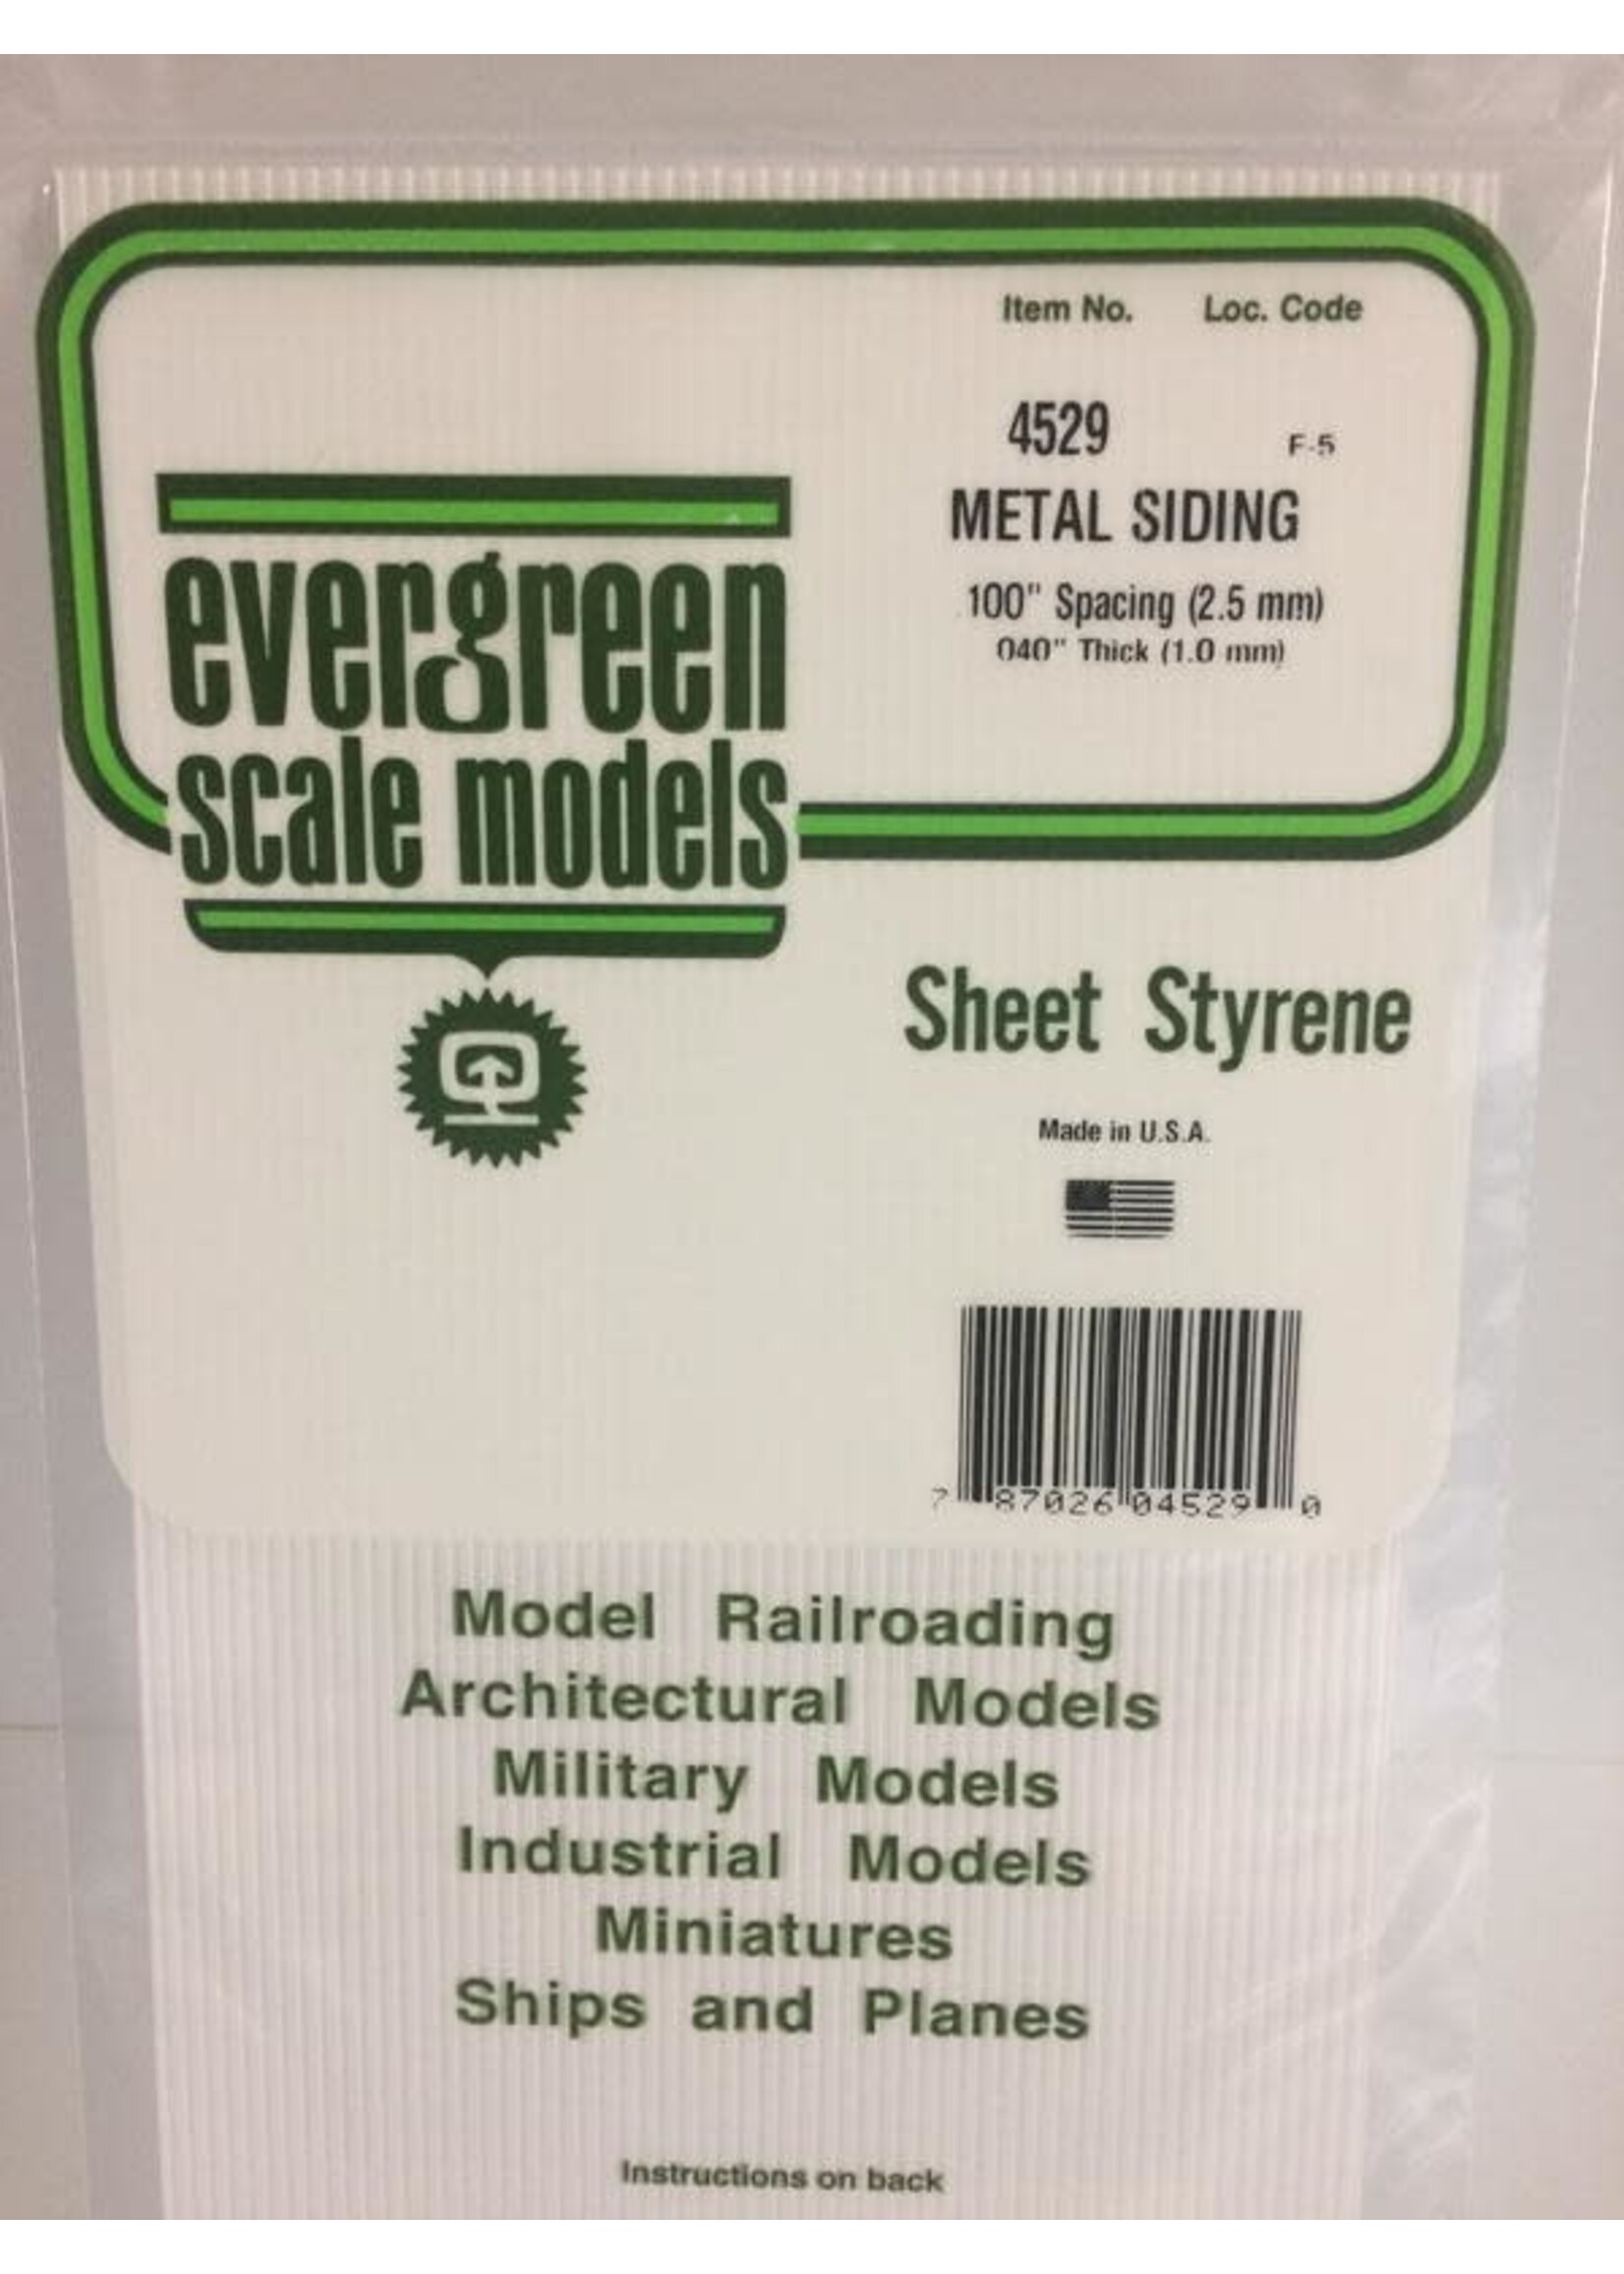 Item No. Loc. Code
4529 F-5
METAL SIDING
.100" Spacing (2.5 mm)
.040" Thick (1.0 mm)
evergreen
scale models
Sheet Styrene
Made in U.S.A.
7 87026 04529 0
Model Railroading
Architectural Models
Military Models
Industrial Models
Miniatures
Ships and Planes
Instructions on back